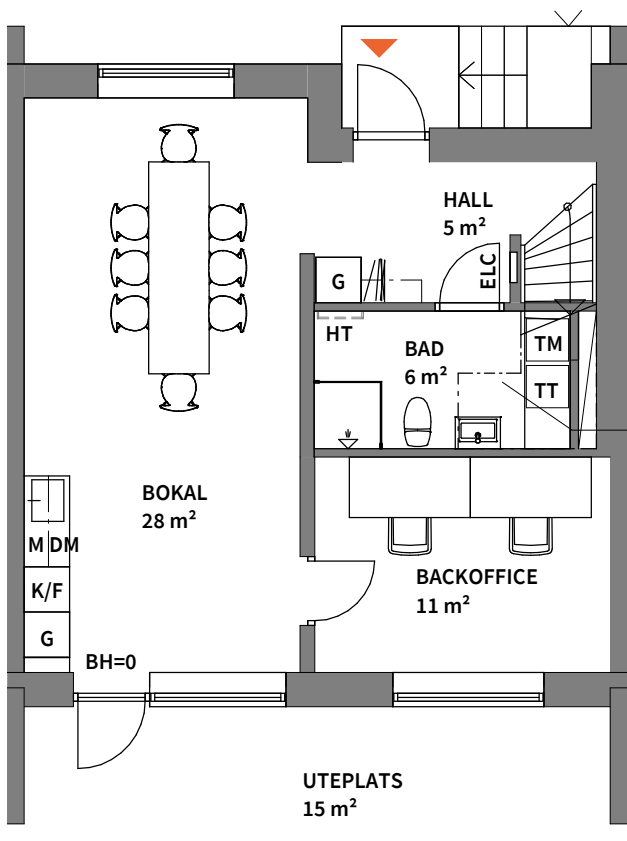 HALL
5 m²
ELC
G
HT
BAD
6 m²
TM
TT
BOKAL
28 m²
M DM
K/F
G
BACKOFFICE
11 m²
BH=0
UTEPLATS
15 m²